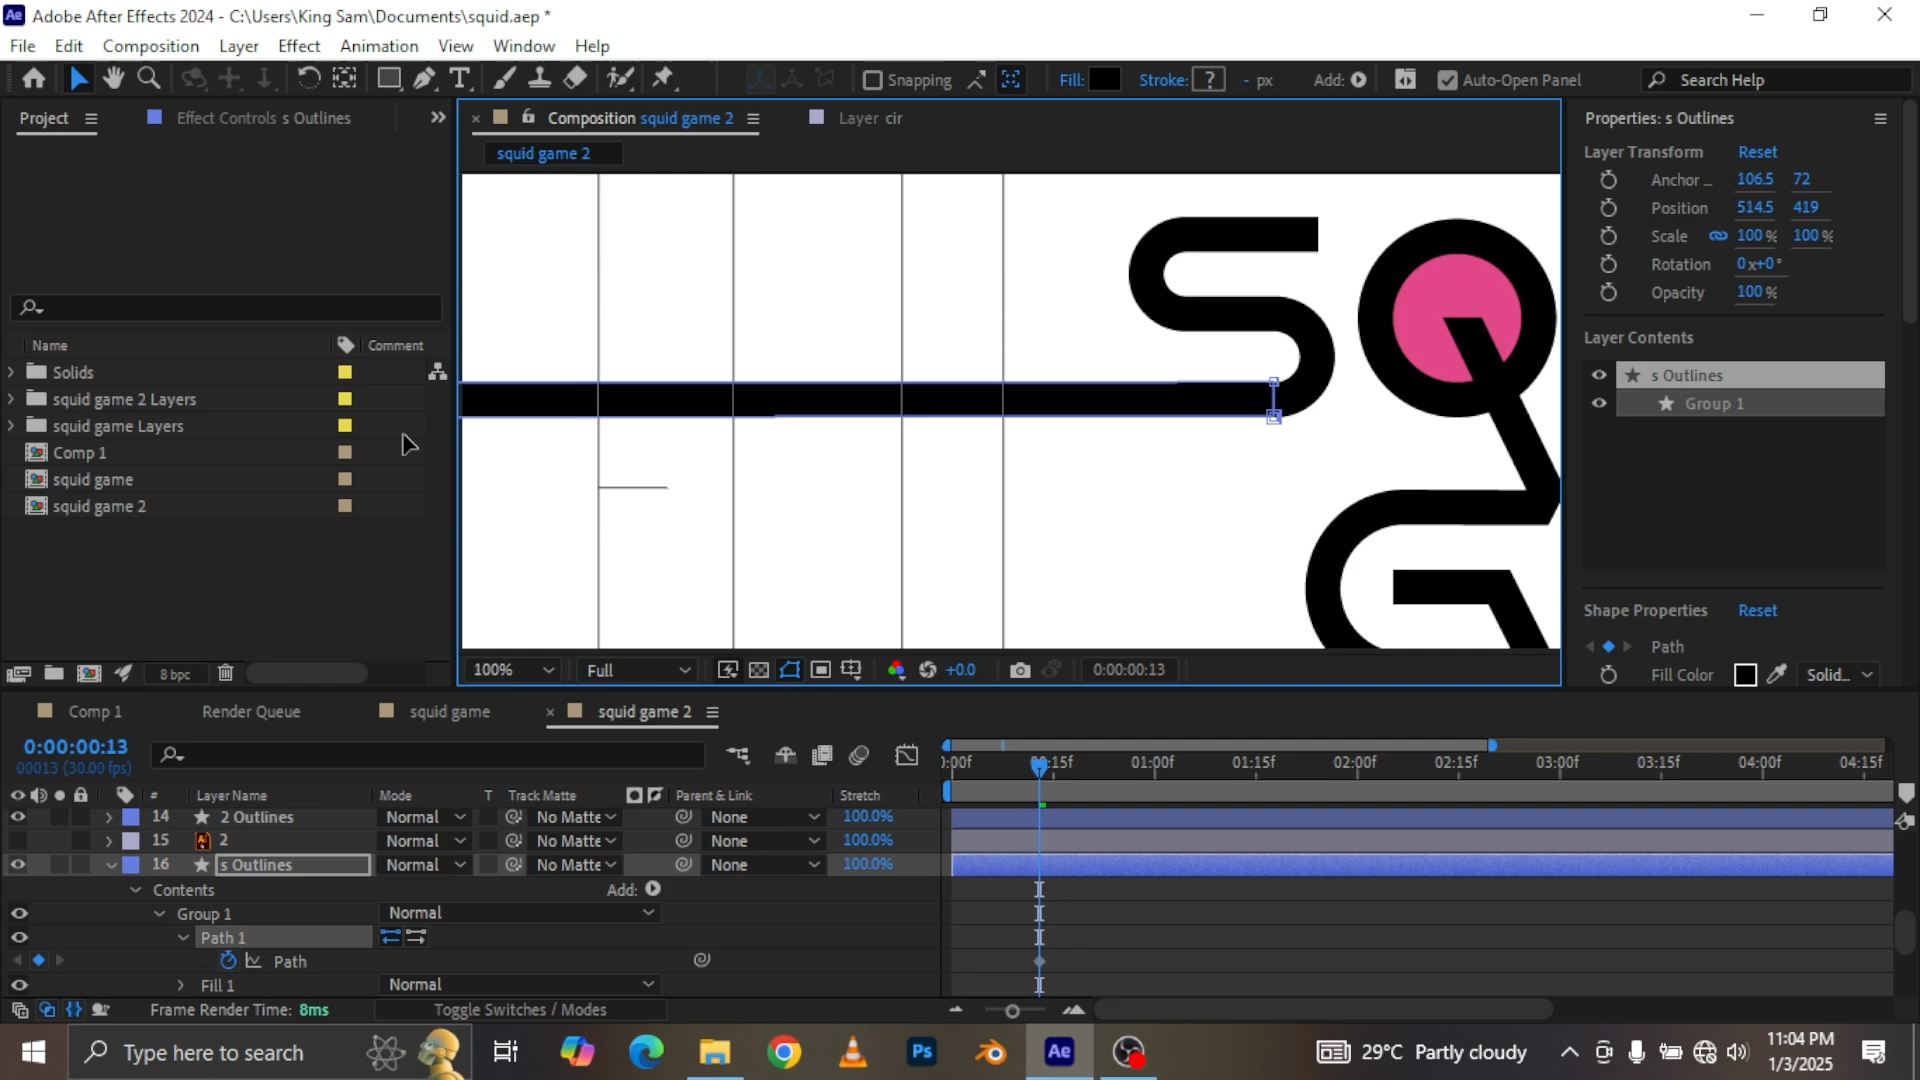 Adobe After Effects 2024 - C:\Users\King Sam\Documents\squid.aep *
File Edit Composition Layer Effect Animation View Window Help
Snapping Fill: Stroke: ? - px Add: Auto-Open Panel Search Help
Project Effect Controls s Outlines
Composition squid game 2 Layer cir
squid game 2
Properties: s Outlines
Layer Transform Reset
Anchor ... 106.5 72
Position 514.5 419
Scale 100 % 100 %
Rotation 0x+0°
Opacity 100 %
Layer Contents
s Outlines
Group 1
Shape Properties Reset
Path
Fill Color Solid...
Name Comment
Solids
squid game 2 Layers
squid game Layers
Comp 1
squid game
squid game 2
8 bpc
SQ
100% Full +0.0 0:00:00:13
Comp 1 Render Queue squid game squid game 2
0:00:00:13
00013 (30.00 fps)
):00f 00:15f 01:00f 01:15f 02:00f 02:15f 03:00f 03:15f 04:00f 04:15f
# Layer Name Mode T Track Matte Parent & Link Stretch
14 2 Outlines Normal No Matte None 100.0%
15 2 Normal No Matte None 100.0%
16 s Outlines Normal No Matte None 100.0%
Contents Add:
Group 1 Normal
Path 1
Path
Fill 1 Normal
Frame Render Time: 8ms Toggle Switches / Modes
Type here to search
Ps Ae
29°C Partly cloudy
11:04 PM
1/3/2025